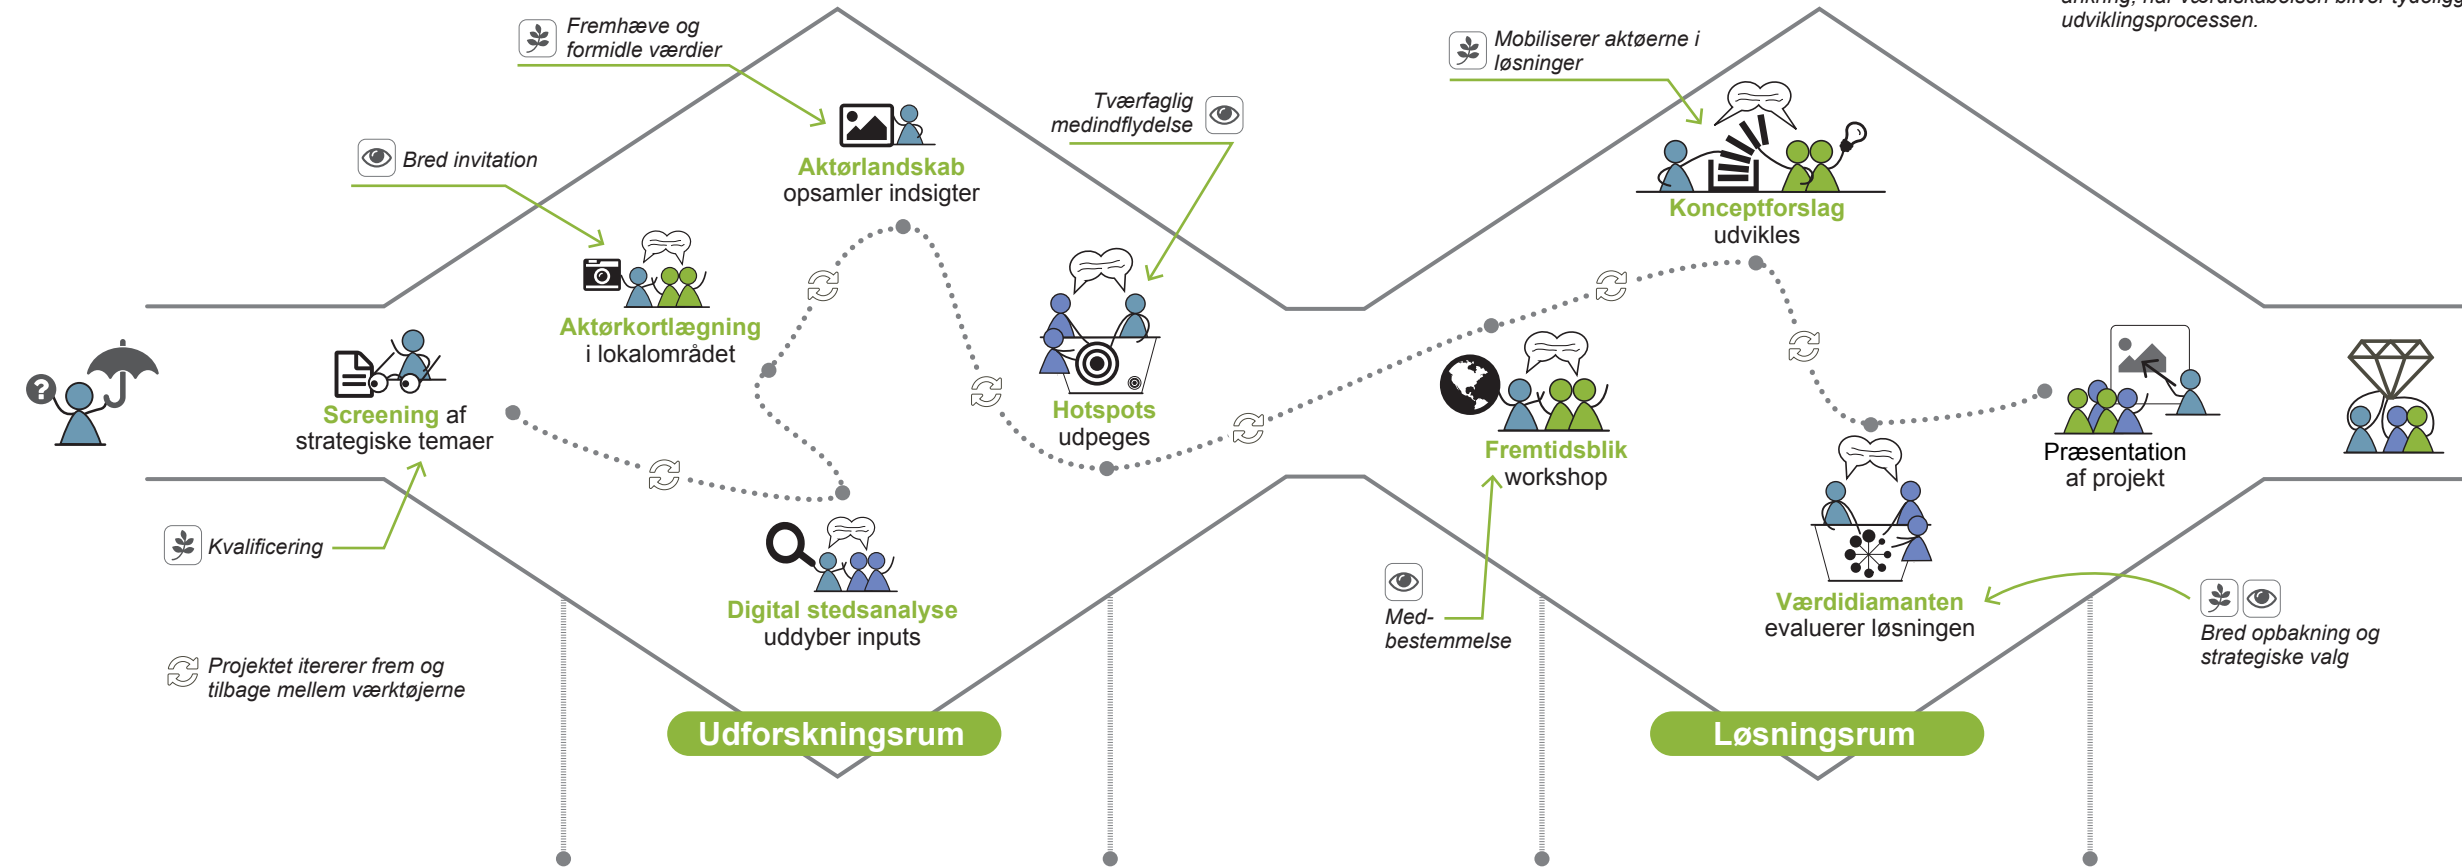 udviklingsprocessen.
Fremhæve og
formidle værdier
Mobiliserer aktøerne i
løsninger
Tværfaglig
medindflydelse
Bred invitation
Aktørlandskab
opsamler indsigter
Konceptforslag
udvikles
Aktørkortlægning
i lokalområdet
?
Screening af
strategiske temaer
Hotspots
udpeges
Fremtidsblik
workshop
Præsentation
af projekt
Kvalificering
Digital stedsanalyse
uddyber inputs
Værdidiamanten
evaluerer løsningen
Med-
bestemmelse
Bred opbakning og
strategiske valg
Projektet itererer frem og
tilbage mellem værktøjerne
Udforskningsrum
Løsningsrum